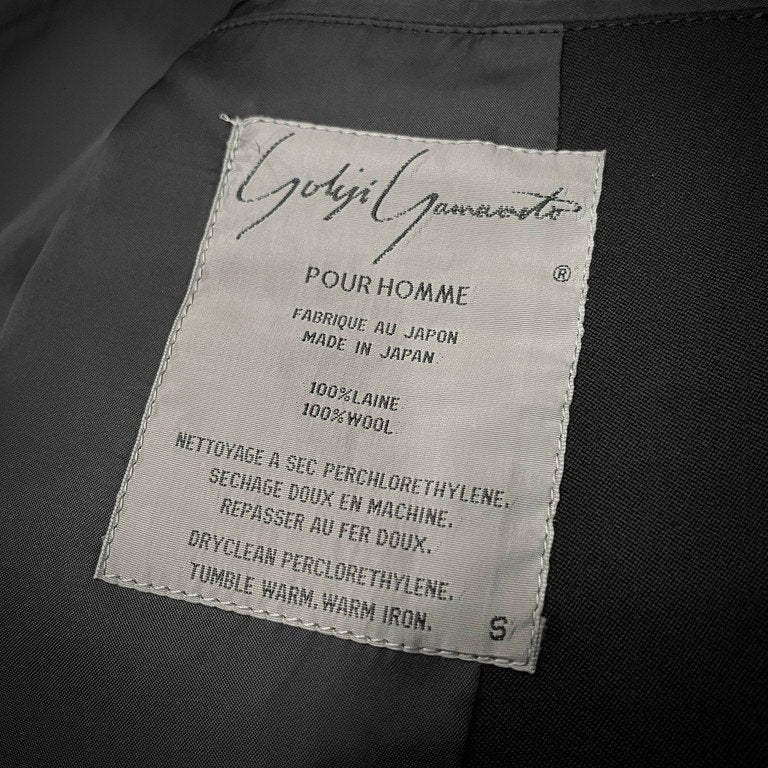 Yohji Yamamoto
®
POUR HOMME
FABRIQUE AU JAPON
MADE IN JAPAN
100%LAINE
100%WOOL
NETTOYAGE A SEC PERCHLORETHYLENE.
SECHAGE DOUX EN MACHINE.
REPASSER AU FER DOUX.
DRYCLEAN PERCLORETHYLENE.
TUMBLE WARM.WARM IRON.
S